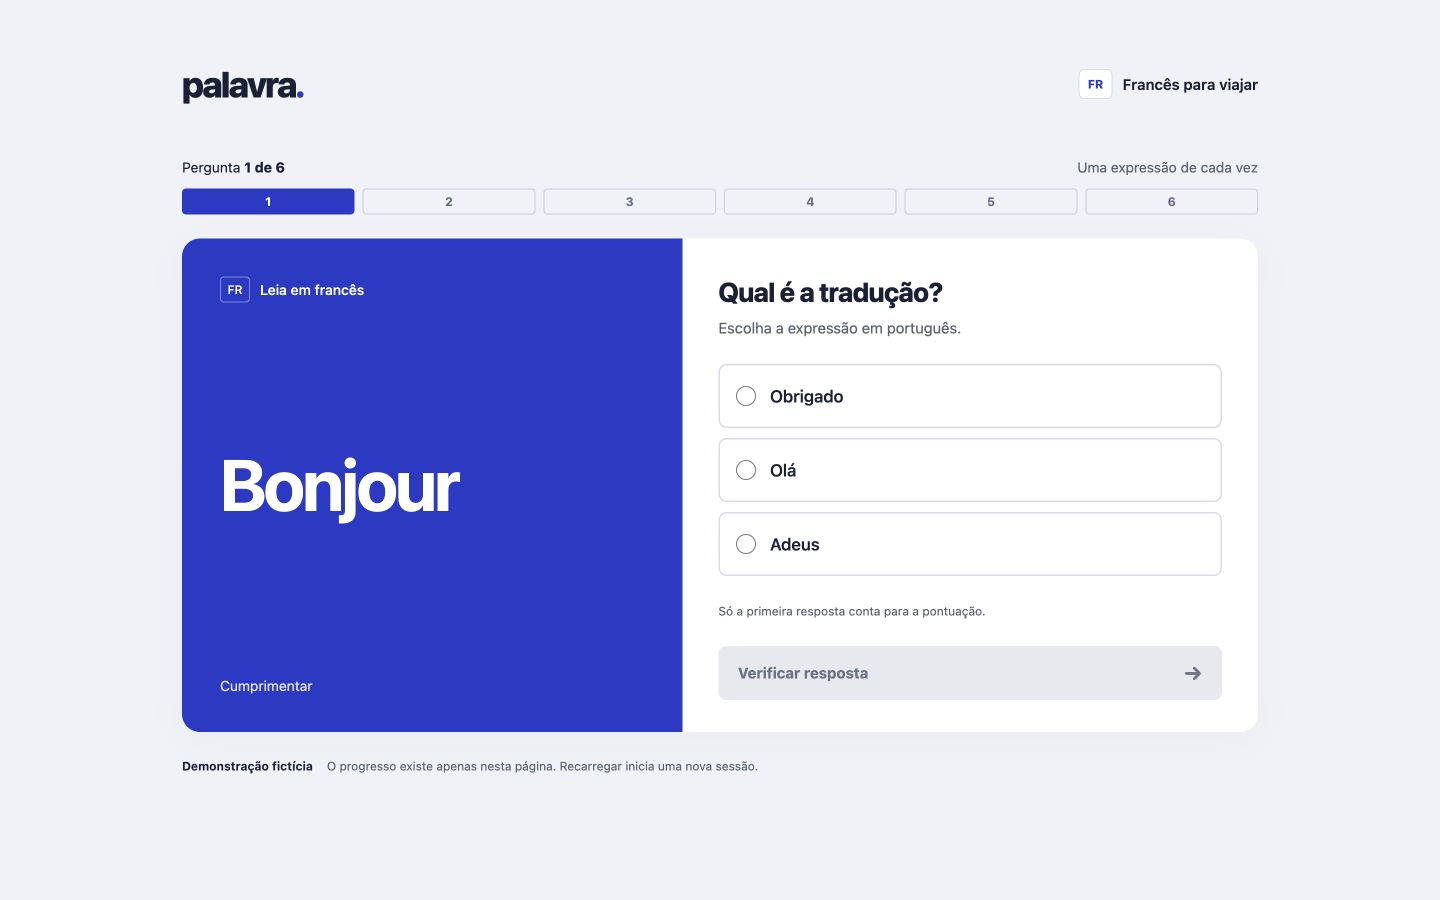 palavra.
FR Francês para viajar
Pergunta 1 de 6
Uma expressão de cada vez
1 2 3 4 5 6
FR Leia em francês
Bonjour
Cumprimentar
Qual é a tradução?
Escolha a expressão em português.
Obrigado
Olá
Adeus
Só a primeira resposta conta para a pontuação.
Verificar resposta
Demonstração fictícia O progresso existe apenas nesta página. Recarregar inicia uma nova sessão.